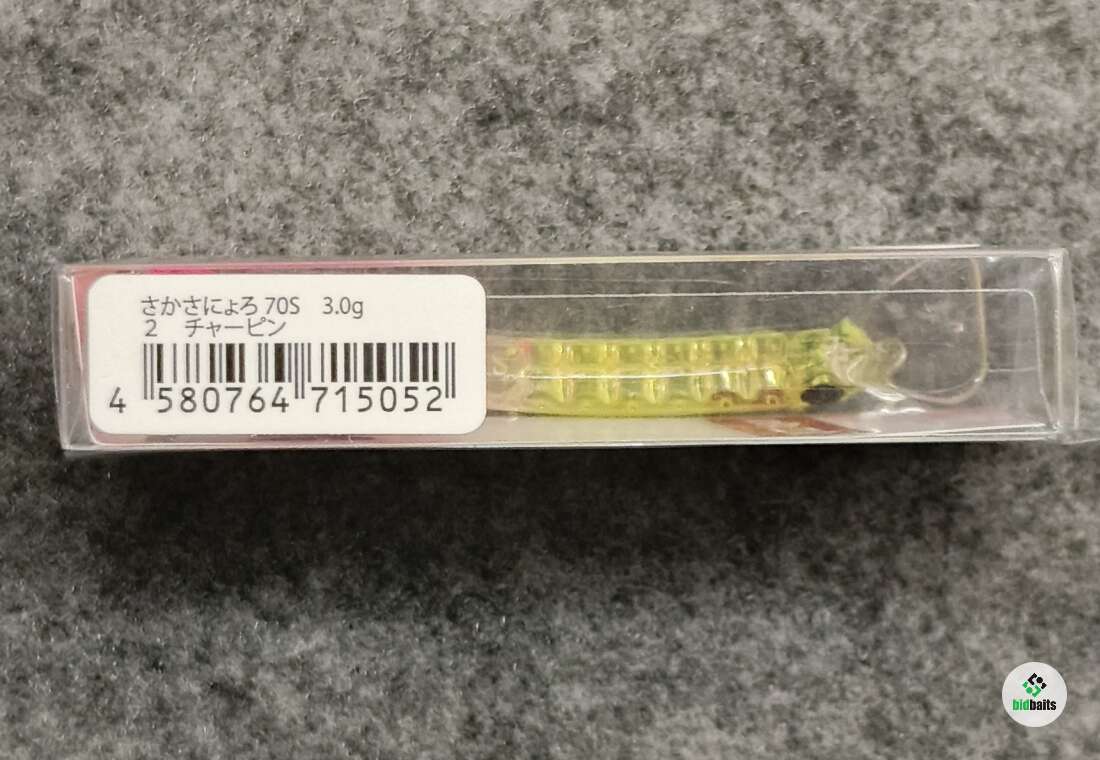 さかさにょろ 70S 3.0g
2 チャーピン
4 580764 715052
bidbaits